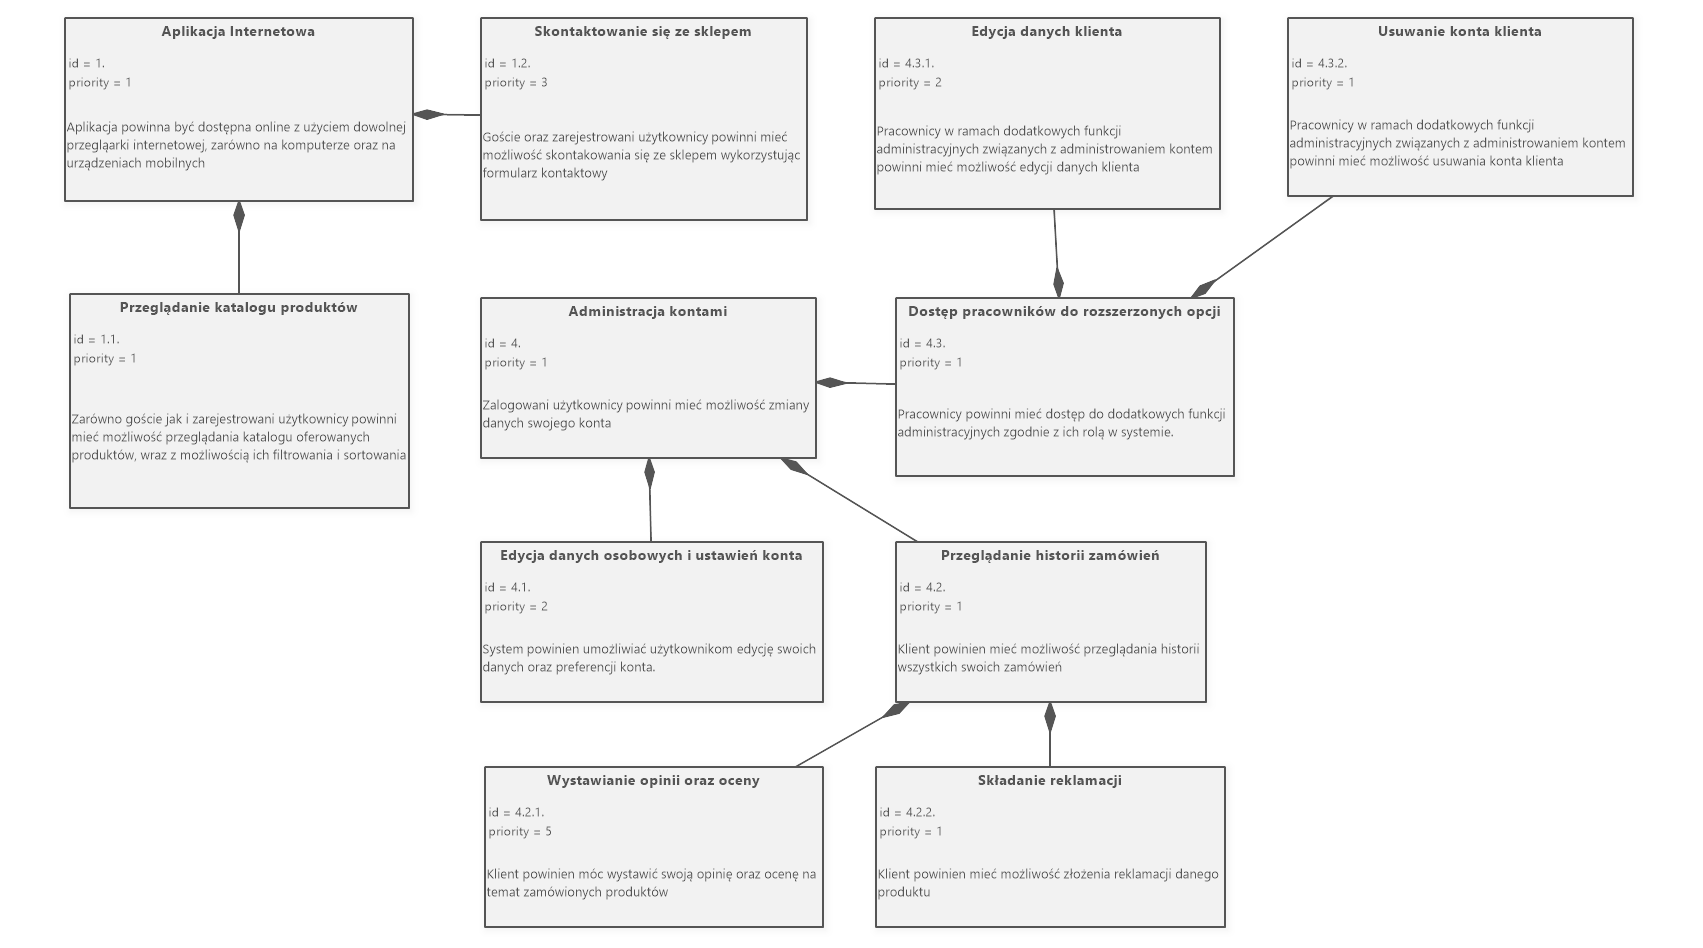 Aplikacja Internetowa
id = 1.
priority = 1
Aplikacja powinna być dostępna online z użyciem dowolnej
przegląarki internetowej, zarówno na komputerze oraz na
urządzeniach mobilnych
Skontaktowanie się ze sklepem
id = 1.2.
priority = 3
Goście oraz zarejestrowani użytkownicy powinni mieć
możliwość skontakowania się ze sklepem wykorzystując
formularz kontaktowy
Edycja danych klienta
id = 4.3.1.
priority = 2
Pracownicy w ramach dodatkowych funkcji
administracyjnych związanych z administrowaniem kontem
powinni mieć możliwość edycji danych klienta
Usuwanie konta klienta
id = 4.3.2.
priority = 1
Pracownicy w ramach dodatkowych funkcji
administracyjnych związanych z administrowaniem kontem
powinni mieć możliwość usuwania konta klienta
Przeglądanie katalogu produktów
id = 1.1.
priority = 1
Zarówno goście jak i zarejestrowani użytkownicy powinni
mieć możliwość przeglądania katalogu oferowanych
produktów, wraz z możliwością ich filtrowania i sortowania
Administracja kontami
id = 4.
priority = 1
Zalogowani użytkownicy powinni mieć możliwość zmiany
danych swojego konta
Dostęp pracowników do rozszerzonych opcji
id = 4.3.
priority = 1
Pracownicy powinni mieć dostęp do dodatkowych funkcji
administracyjnych zgodnie z ich rolą w systemie.
Edycja danych osobowych i ustawień konta
id = 4.1.
priority = 2
System powinien umożliwiać użytkownikom edycję swoich
danych oraz preferencji konta.
Przeglądanie historii zamówień
id = 4.2.
priority = 1
Klient powinien mieć możliwość przeglądania historii
wszystkich swoich zamówień
Wystawianie opinii oraz oceny
id = 4.2.1.
priority = 5
Klient powinien móc wystawić swoją opinię oraz ocenę na
temat zamówionych produktów
Składanie reklamacji
id = 4.2.2.
priority = 1
Klient powinien mieć możliwość złożenia reklamacji danego
produktu